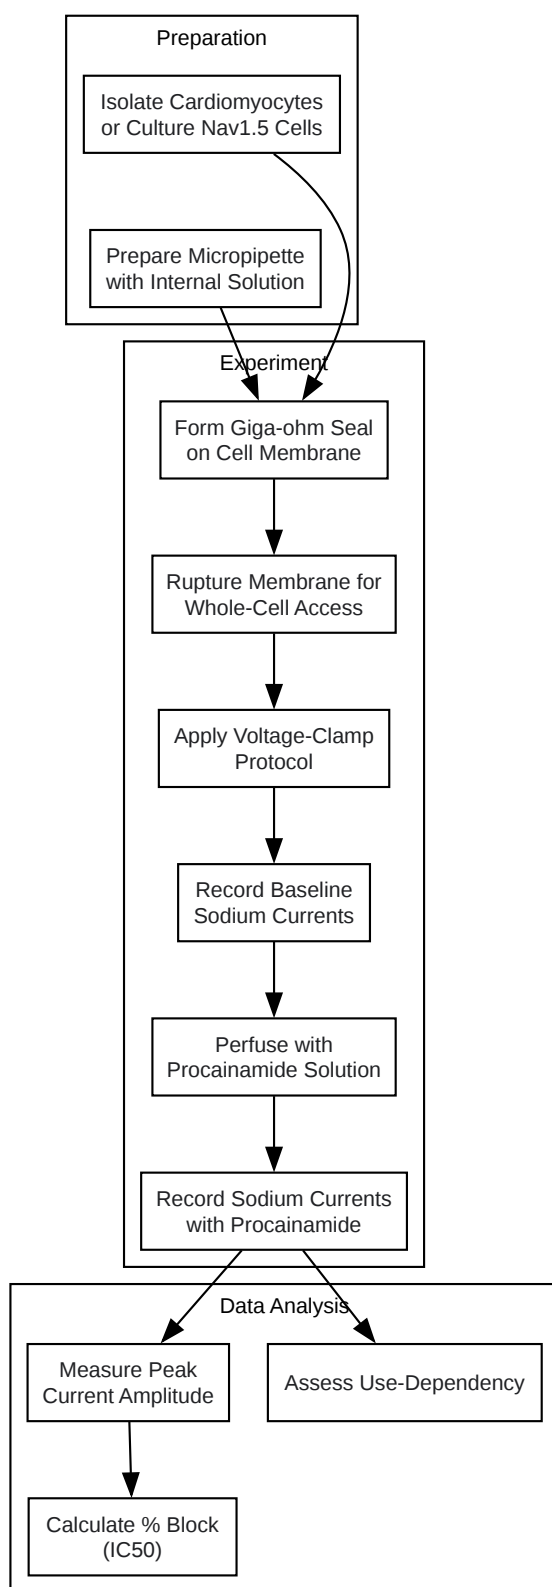 Preparation
Isolate Cardiomyocytes
or Culture Nav1.5 Cells
Prepare Micropipette
with Internal Solution
Experiment
Form Giga-ohm Seal
on Cell Membrane
Rupture Membrane for
Whole-Cell Access
Apply Voltage-Clamp
Protocol
Record Baseline
Sodium Currents
Perfuse with
Procainamide Solution
Record Sodium Currents
with Procainamide
Data Analysis
Measure Peak
Current Amplitude
Assess Use-Dependency
Calculate % Block
(IC50)